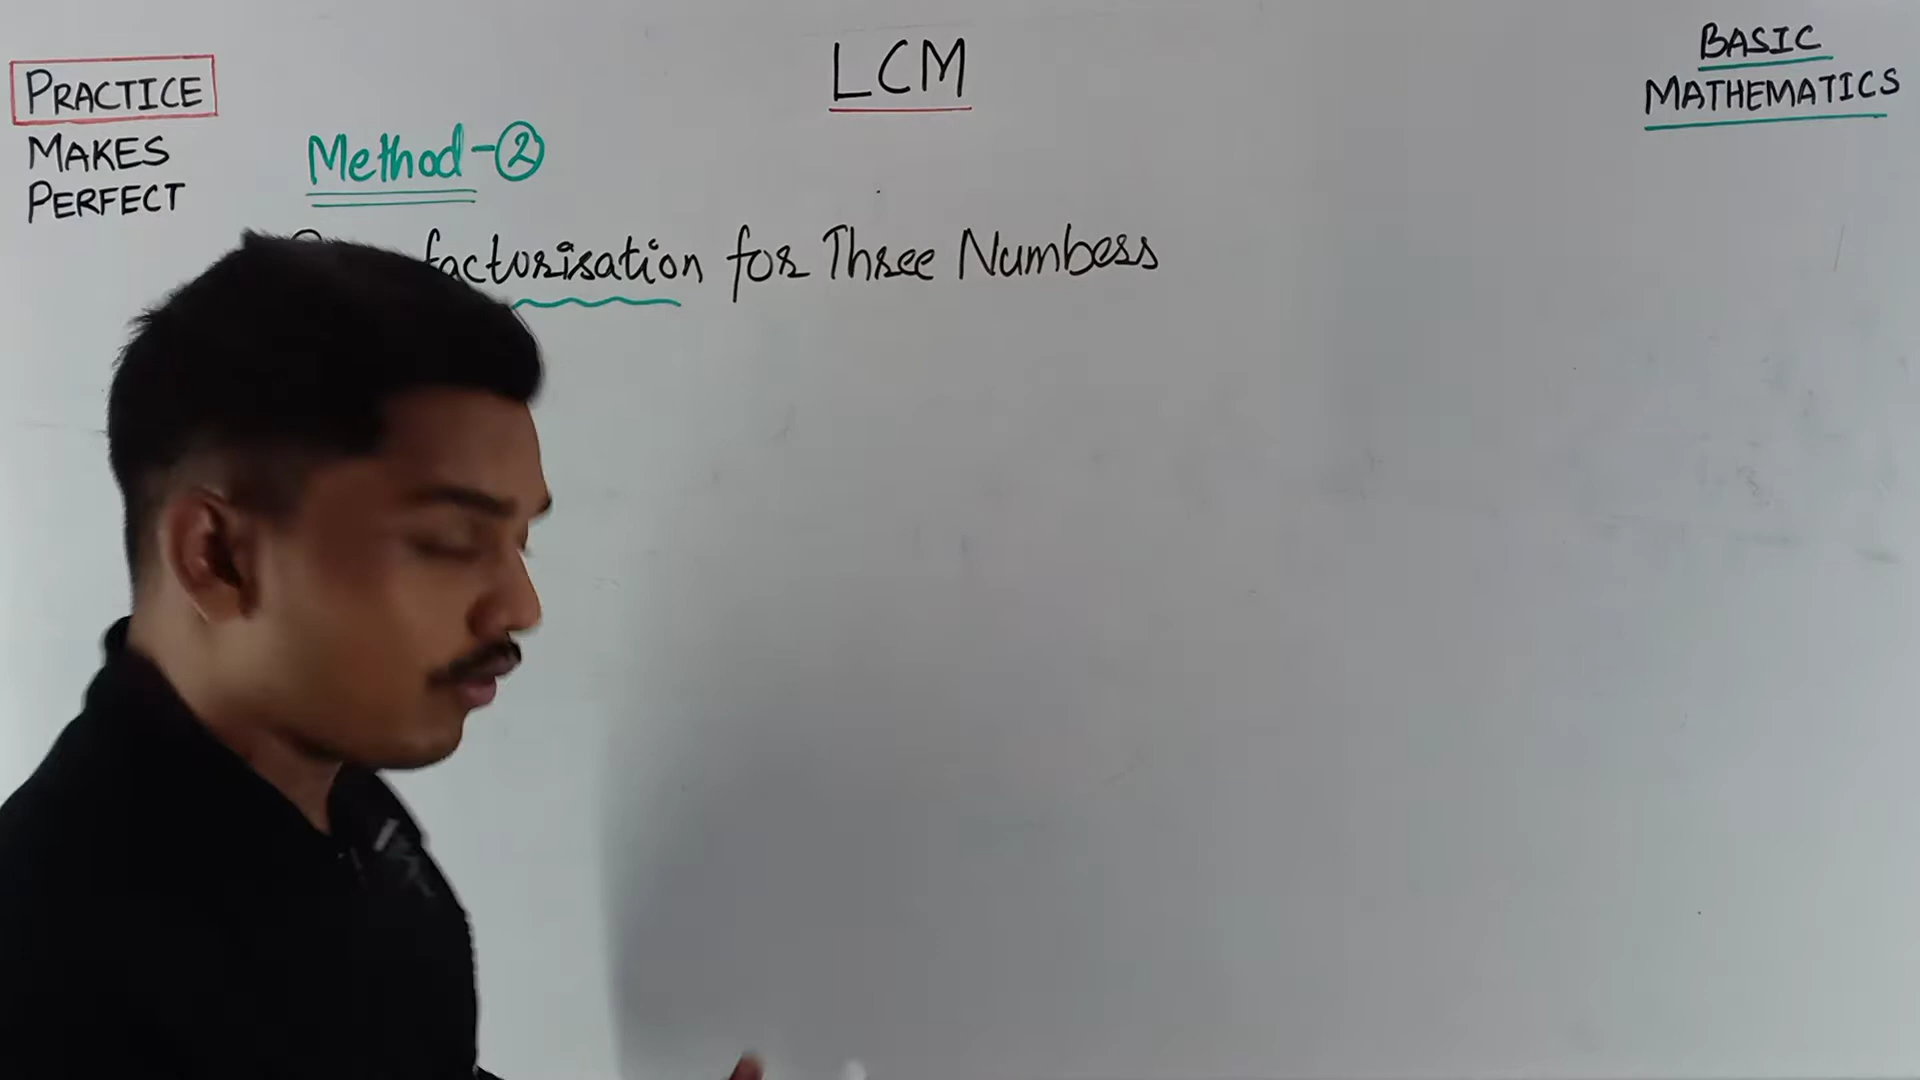 LCM
BASIC
MATHEMATICS
PRACTICE
MAKES
PERFECT
Method-②
factorisation for Three Numbers